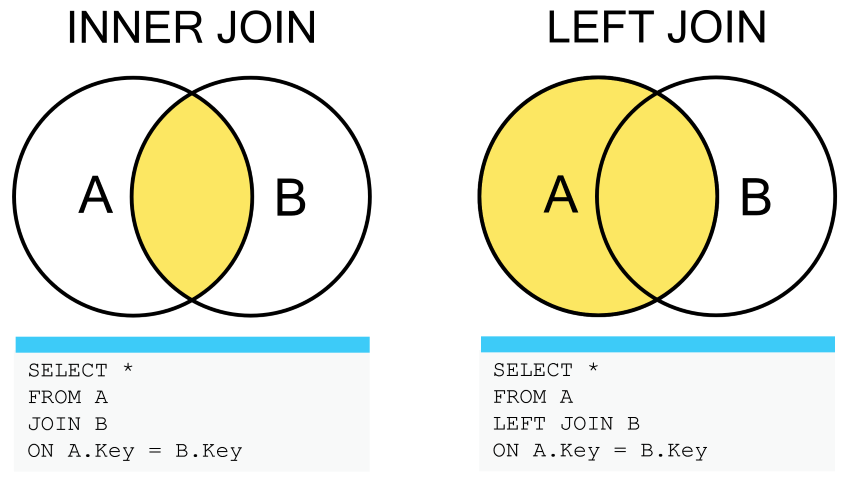 INNER JOIN
A
B
SELECT *
FROM A
JOIN B
ON A.Key = B.Key
LEFT JOIN
A
B
SELECT *
FROM A
LEFT JOIN B
ON A.Key = B.Key